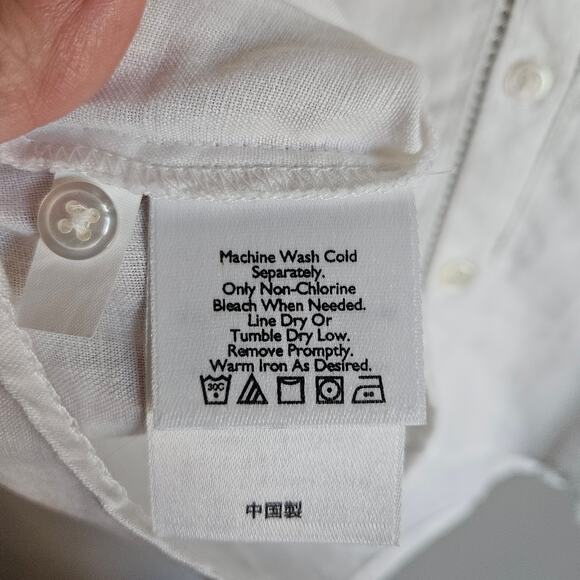 Machine Wash Cold
Separately.
Only Non-Chlorine
Bleach When Needed.
Line Dry Or
Tumble Dry Low.
Remove Promptly.
Warm Iron As Desired.
30C
中国製